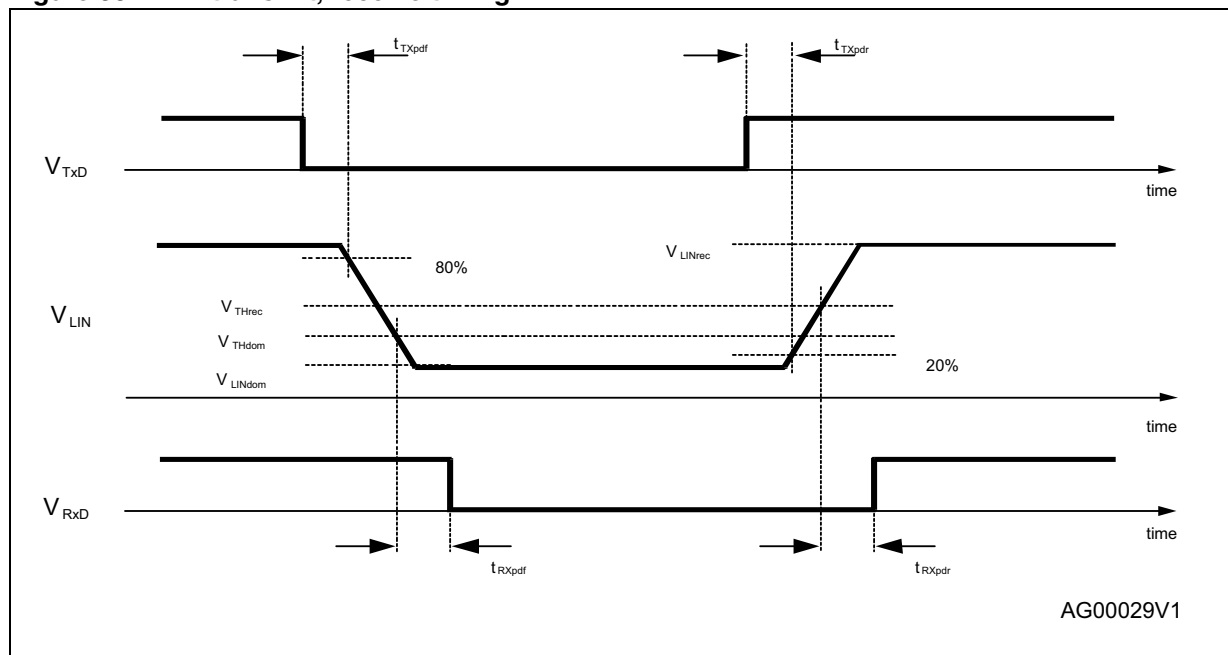 t TXpdf
t TXpdr
V TxD
time
V LINrec
80%
V THrec
V LIN
V THdom
20%
V LINdom
time
V RxD
time
t RXpdf
t RXpdr
AG00029V1